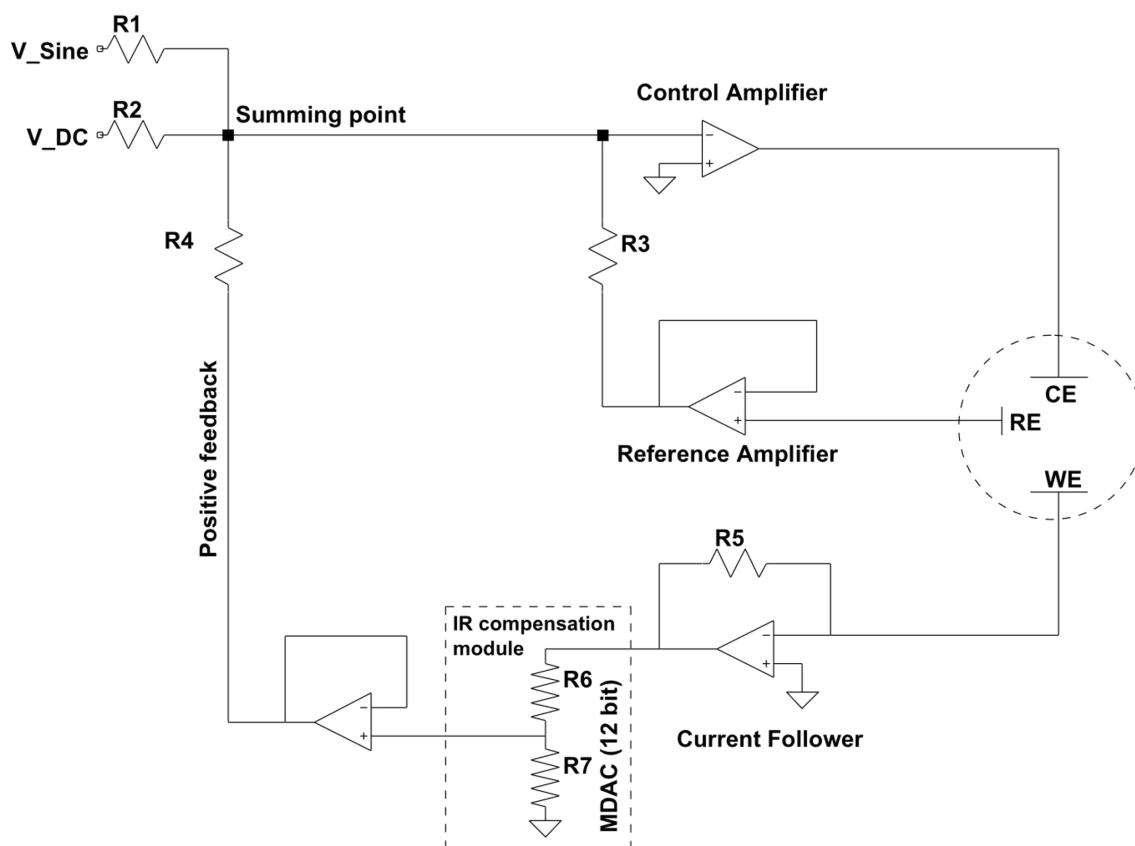 R1
V_Sine
R2
V_DC
Summing point
Control Amplifier
−
+
R4
R3
Positive feedback
−
+
Reference Amplifier
CE
RE
WE
R5
IR compensation
module
−
+
R6
R7
MDAC (12 bit)
−
+
Current Follower